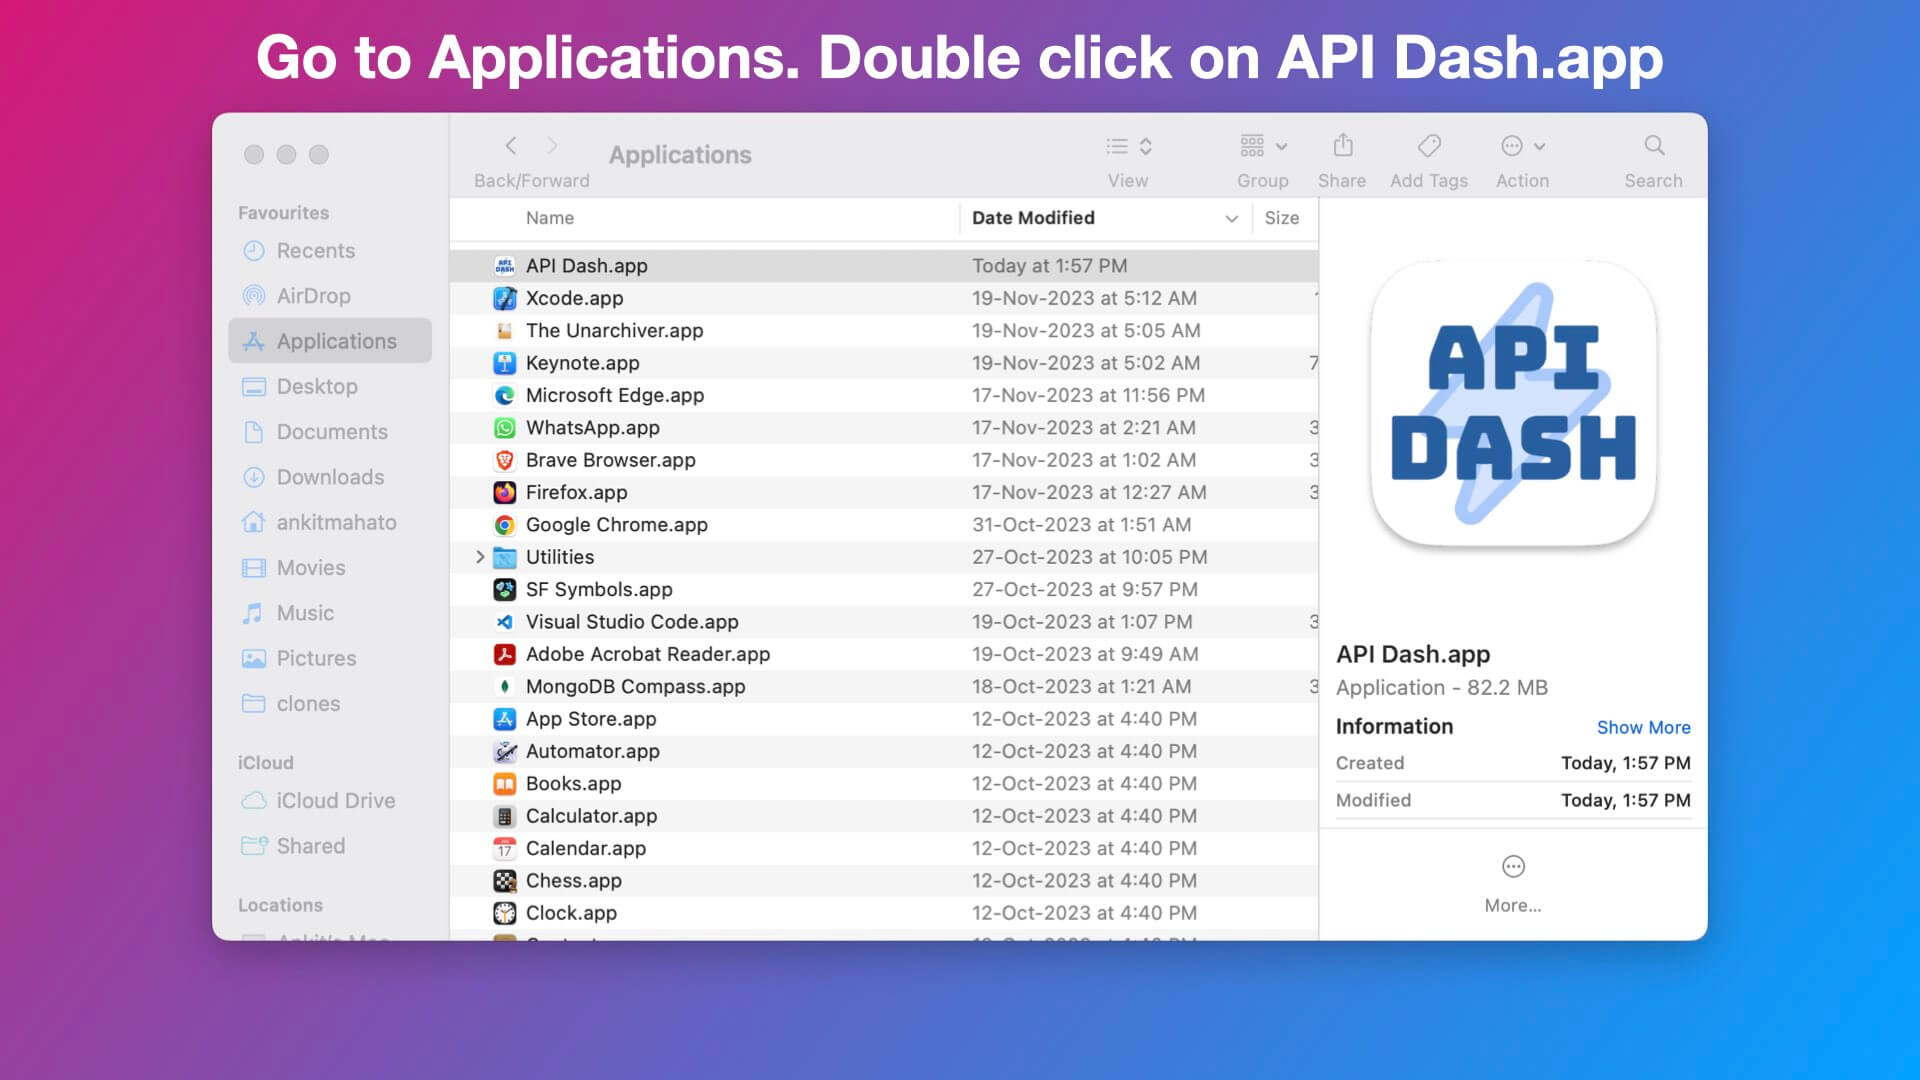 Go to Applications. Double click on API Dash.app
Back/Forward
Applications
View
Group
Share
Add Tags
Action
Search
Favourites
Recents
AirDrop
Applications
Desktop
Documents
Downloads
ankitmahato
Movies
Music
Pictures
clones
iCloud
iCloud Drive
Shared
Locations
Name Date Modified Size
API Dash.app Today at 1:57 PM
Xcode.app 19-Nov-2023 at 5:12 AM
The Unarchiver.app 19-Nov-2023 at 5:05 AM
Keynote.app 19-Nov-2023 at 5:02 AM 7
Microsoft Edge.app 17-Nov-2023 at 11:56 PM
WhatsApp.app 17-Nov-2023 at 2:21 AM 3
Brave Browser.app 17-Nov-2023 at 1:02 AM 3
Firefox.app 17-Nov-2023 at 12:27 AM 3
Google Chrome.app 31-Oct-2023 at 1:51 AM
Utilities 27-Oct-2023 at 10:05 PM
SF Symbols.app 27-Oct-2023 at 9:57 PM
Visual Studio Code.app 19-Oct-2023 at 1:07 PM 3
Adobe Acrobat Reader.app 19-Oct-2023 at 9:49 AM
MongoDB Compass.app 18-Oct-2023 at 1:21 AM 3
App Store.app 12-Oct-2023 at 4:40 PM
Automator.app 12-Oct-2023 at 4:40 PM
Books.app 12-Oct-2023 at 4:40 PM
Calculator.app 12-Oct-2023 at 4:40 PM
Calendar.app 12-Oct-2023 at 4:40 PM
Chess.app 12-Oct-2023 at 4:40 PM
Clock.app 12-Oct-2023 at 4:40 PM
API
DASH
API Dash.app
Application - 82.2 MB
Information Show More
Created Today, 1:57 PM
Modified Today, 1:57 PM
More...